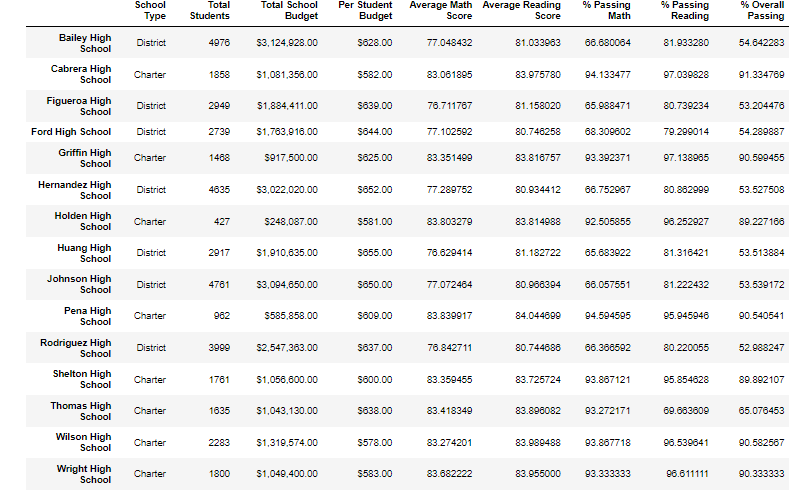 School Type Total Students Total School Budget Per Student Budget Average Math Score Average Reading Score % Passing Math % Passing Reading % Overall Passing
Bailey High School District 4976 $3,124,928.00 $628.00 77.048432 81.033963 66.680064 81.933280 54.642283
Cabrera High School Charter 1858 $1,081,356.00 $582.00 83.061895 83.975780 94.133477 97.039828 91.334769
Figueroa High School District 2949 $1,884,411.00 $639.00 76.711767 81.158020 65.988471 80.739234 53.204476
Ford High School District 2739 $1,763,916.00 $644.00 77.102592 80.746258 68.309602 79.299014 54.289887
Griffin High School Charter 1468 $917,500.00 $625.00 83.351499 83.816757 93.392371 97.138965 90.599455
Hernandez High School District 4635 $3,022,020.00 $652.00 77.289752 80.934412 66.752967 80.862999 53.527508
Holden High School Charter 427 $248,087.00 $581.00 83.803279 83.814988 92.505855 96.252927 89.227166
Huang High School District 2917 $1,910,635.00 $655.00 76.629414 81.182722 65.683922 81.316421 53.513884
Johnson High School District 4761 $3,094,650.00 $650.00 77.072464 80.966394 66.057551 81.222432 53.539172
Pena High School Charter 962 $585,858.00 $609.00 83.839917 84.044699 94.594595 95.945946 90.540541
Rodriguez High School District 3999 $2,547,363.00 $637.00 76.842711 80.744686 66.366592 80.220055 52.988247
Shelton High School Charter 1761 $1,056,600.00 $600.00 83.359455 83.725724 93.867121 95.854628 89.892107
Thomas High School Charter 1635 $1,043,130.00 $638.00 83.418349 83.896082 93.272171 69.663609 65.076453
Wilson High School Charter 2283 $1,319,574.00 $578.00 83.274201 83.989488 93.867718 96.539641 90.582567
Wright High School Charter 1800 $1,049,400.00 $583.00 83.682222 83.955000 93.333333 96.611111 90.333333